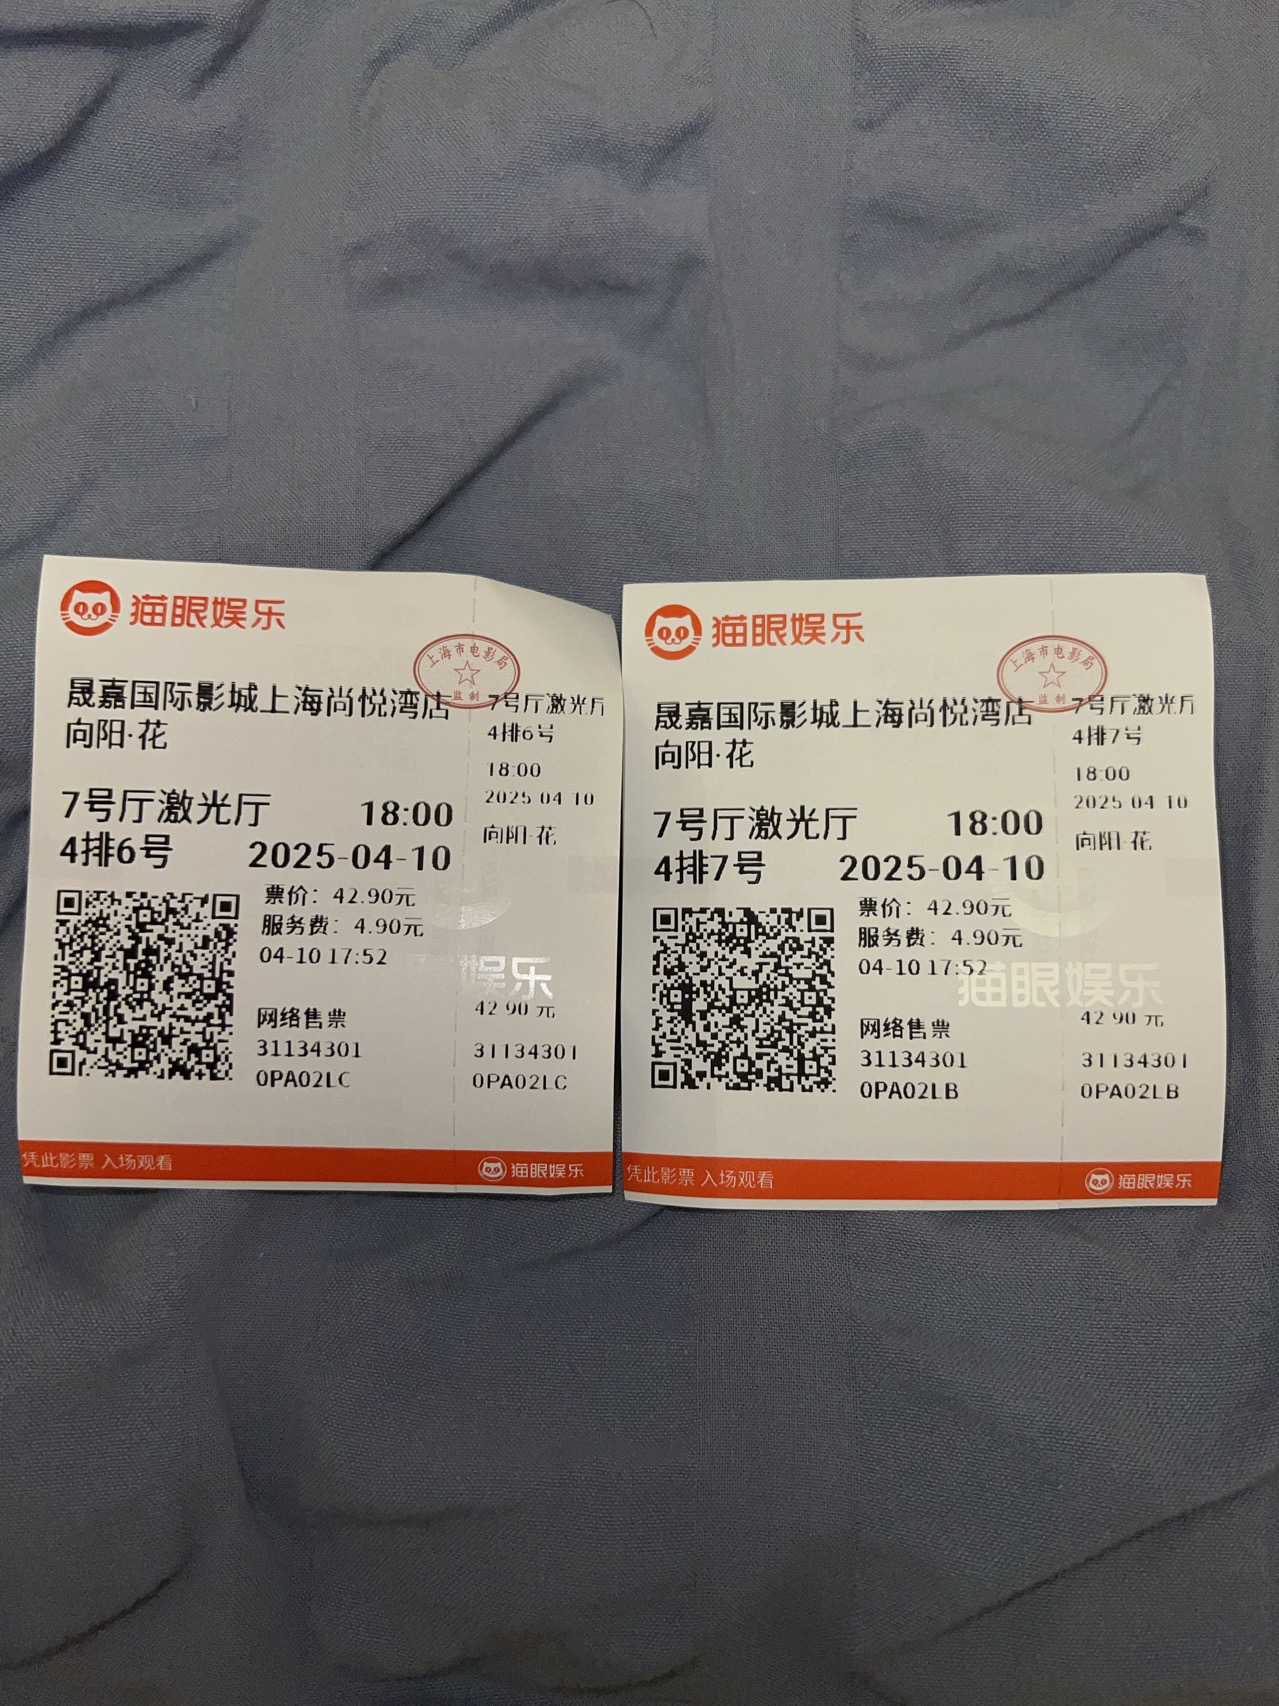 猫眼娱乐
上海市电影局
监制
晟嘉国际影城上海尚悦湾店
向阳·花
7号厅激光厅 18:00
4排6号 2025-04-10
票价：42.90元
服务费：4.90元
04-10 17:52
网络售票
31134301
0PA02LC
7号厅激光厅
4排6号
18:00
2025 04 10
向阳·花
娱乐
42 90 元
31134301
0PA02LC
凭此影票 入场观看
猫眼娱乐
猫眼娱乐
上海市电影局
监制
晟嘉国际影城上海尚悦湾店
向阳·花
7号厅激光厅 18:00
4排7号 2025-04-10
票价：42.90元
服务费：4.90元
04-10 17:52
网络售票
31134301
0PA02LB
7号厅激光厅
4排7号
18:00
2025 04 10
向阳·花
猫眼娱乐
42 90 元
31134301
0PA02LB
凭此影票 入场观看
猫眼娱乐